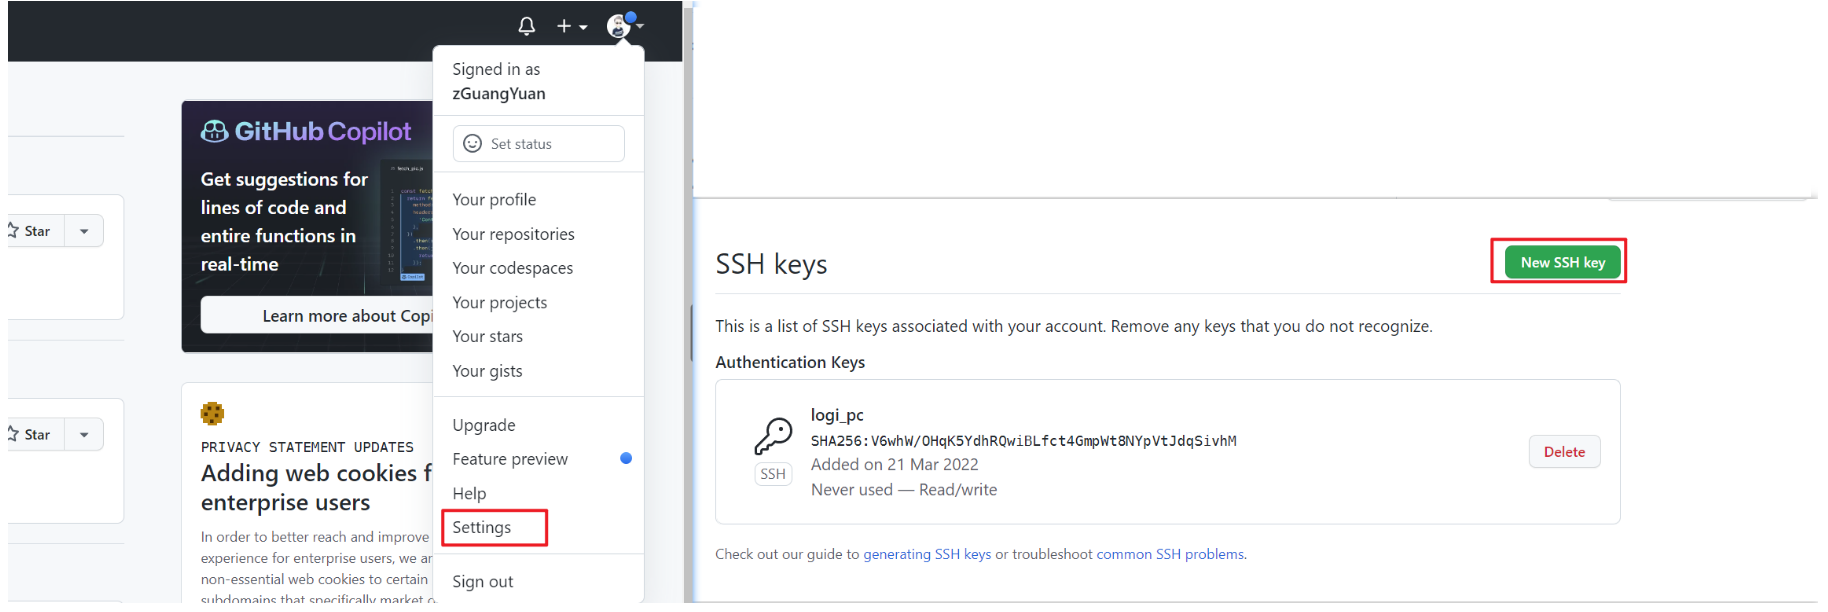 Signed in as
zGuangYuan
Set status
Your profile
Your repositories
Your codespaces
Your projects
Your stars
Your gists
Upgrade
Feature preview
Help
Settings
Sign out
Star
Star
GitHub Copilot
Get suggestions for
lines of code and
entire functions in
real-time
Learn more about Copi
PRIVACY STATEMENT UPDATES
Adding web cookies f
enterprise users
In order to better reach and improve
experience for enterprise users, we ar
non-essential web cookies to certain
subdomains that specifically market
SSH keys
New SSH key
This is a list of SSH keys associated with your account. Remove any keys that you do not recognize.
Authentication Keys
logi_pc
SHA256:V6whW/OHqK5YdhRQwiBLfct4GmpWt8NYpVtJdqSivhM
Added on 21 Mar 2022
Never used — Read/write
SSH
Delete
Check out our guide to generating SSH keys or troubleshoot common SSH problems.